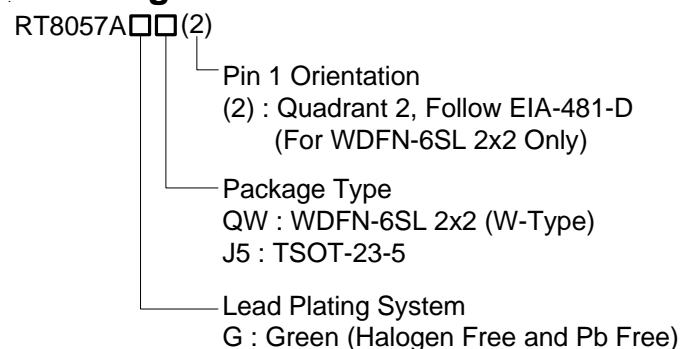 RT8057A□□(2)
Pin 1 Orientation
(2) : Quadrant 2, Follow EIA-481-D
(For WDFN-6SL 2x2 Only)
Package Type
QW : WDFN-6SL 2x2 (W-Type)
J5 : TSOT-23-5
Lead Plating System
G : Green (Halogen Free and Pb Free)